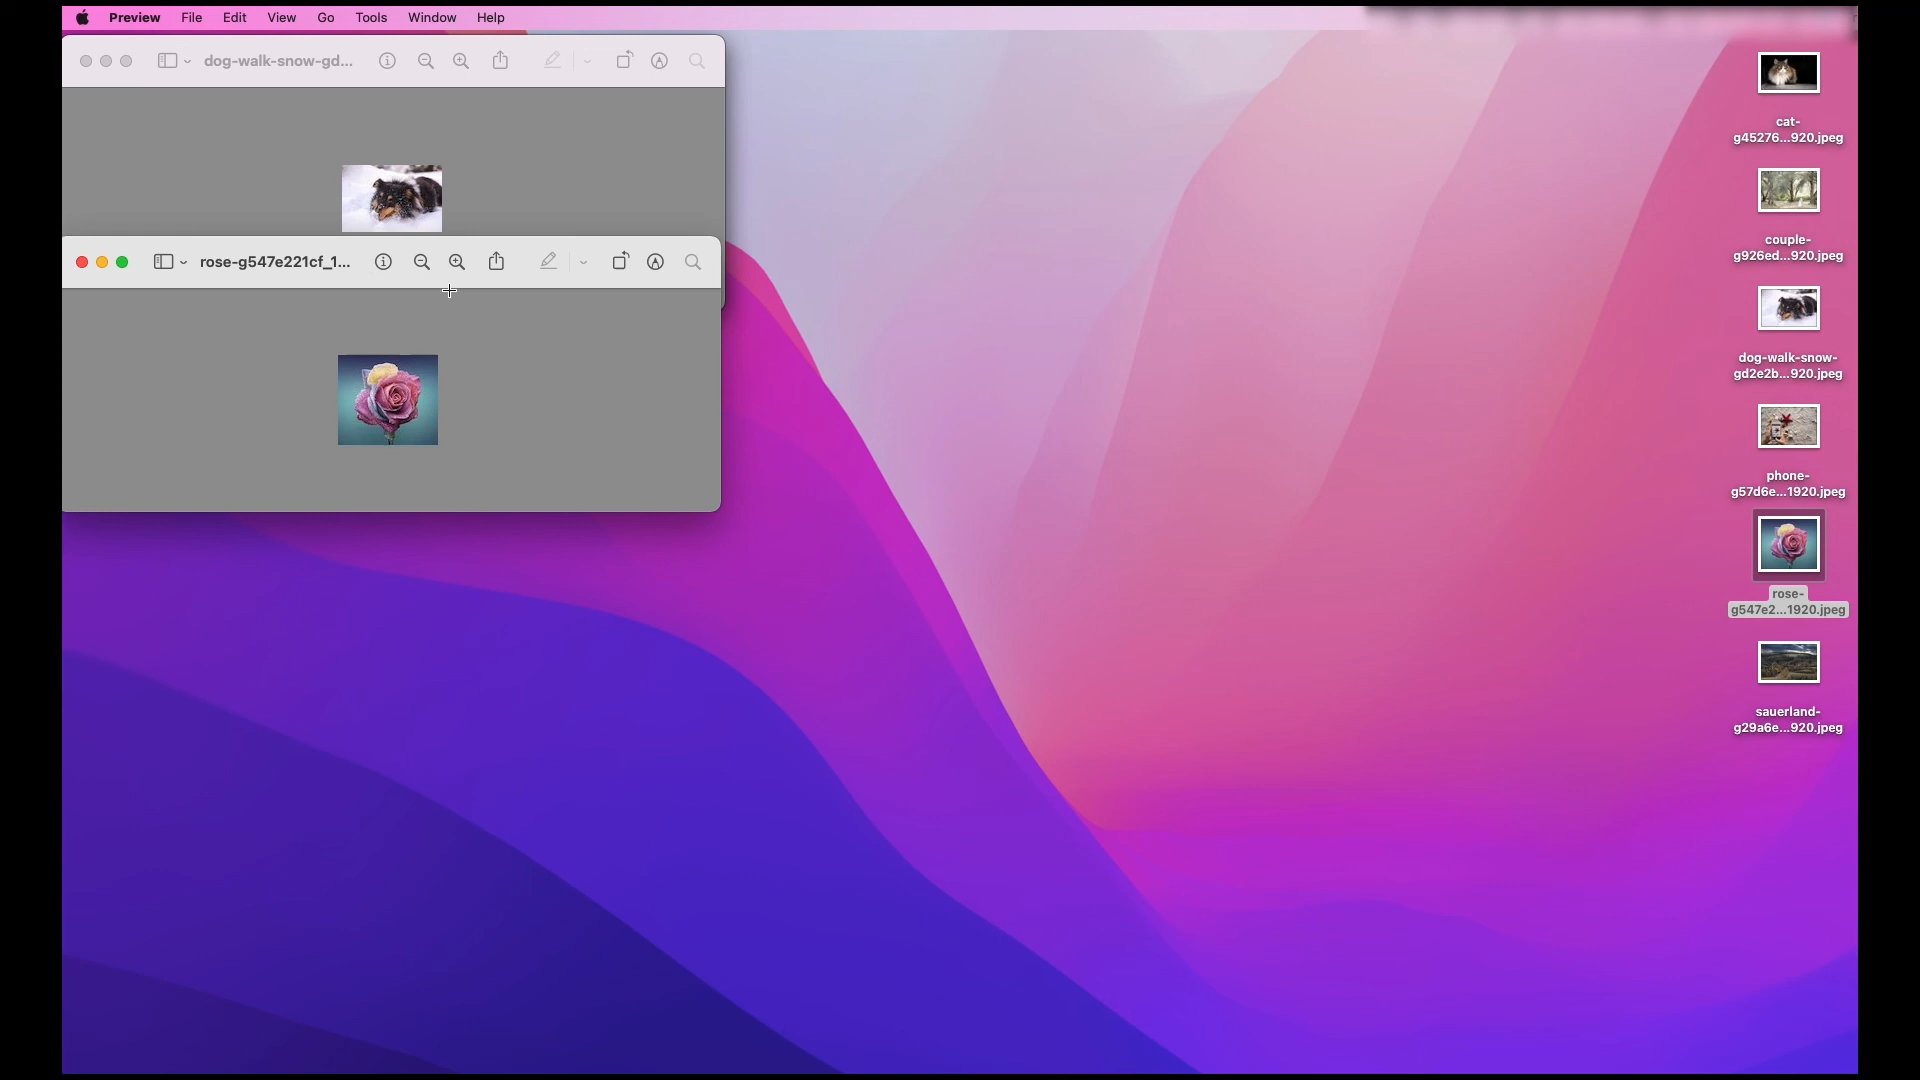 Preview File Edit View Go Tools Window Help
dog-walk-snow-gd...
rose-g547e221cf_1...
cat-
g45276...920.jpeg
couple-
g926ed...920.jpeg
dog-walk-snow-
gd2e2b...920.jpeg
phone-
g57d6e...1920.jpeg
rose-
g547e2...1920.jpeg
sauerland-
g29a6e...920.jpeg